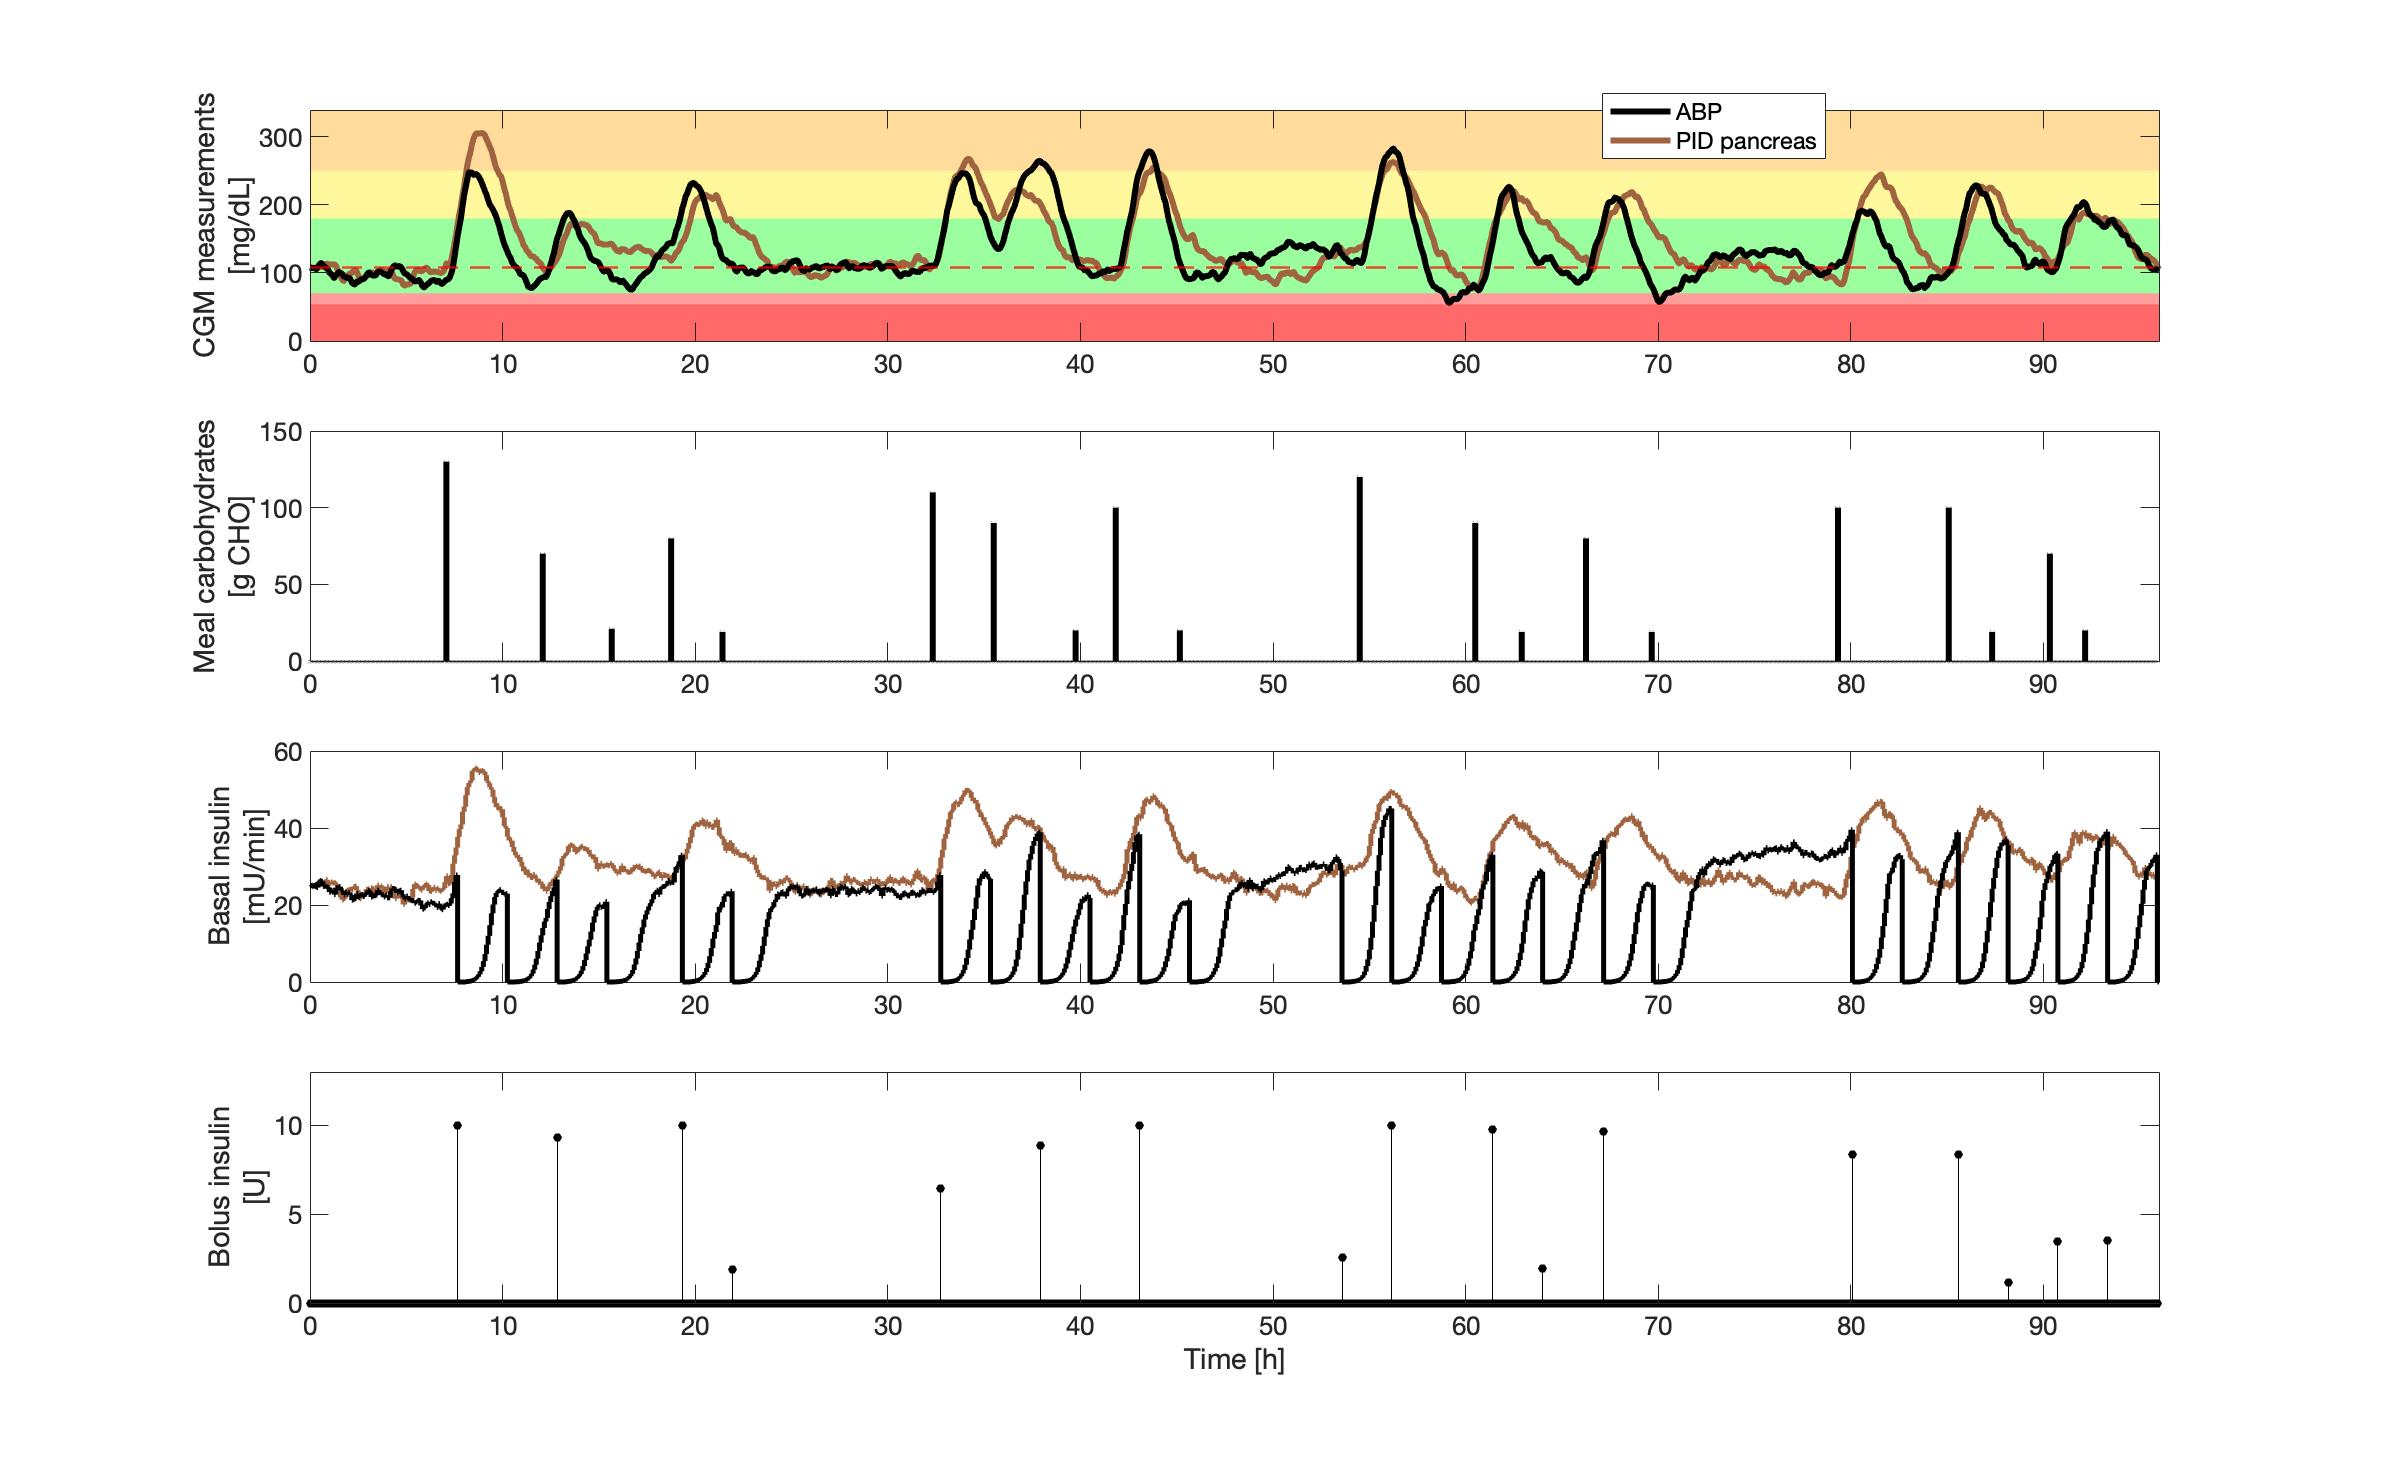 ABP
PID pancreas
CGM measurements
[mg/dL]
300
200
100
0
0 10 20 30 40 50 60 70 80 90
Meal carbohydrates
[g CHO]
150
100
50
0
0 10 20 30 40 50 60 70 80 90
Basal insulin
[mU/min]
60
40
20
0
0 10 20 30 40 50 60 70 80 90
Bolus insulin
[U]
10
5
0
0 10 20 30 40 50 60 70 80 90
Time [h]